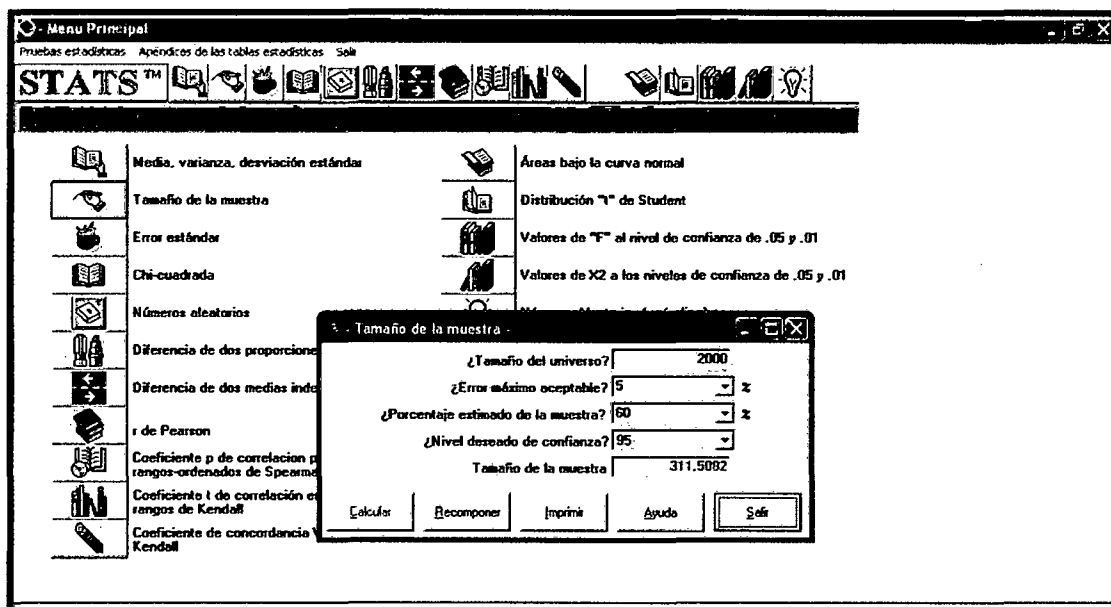 - Menu Principal
Pruebas estadísticas Apéndices de las tablas estadísticas Salir
STATS™
Media, varianza, desviación estándar
Tamaño de la muestra
Error estándar
Chi-cuadrada
Números aleatorios
Diferencia de dos proporcione
Diferencia de dos medias inde
r de Pearson
Coeficiente p de correlacion p
rangos-ordenados de Spearma
Coeficiente t de correlación e
rangos de Kendall
Coeficiente de concordancia
Kendall
Áreas bajo la curva normal
Distribución "t" de Student
Valores de "F" al nivel de confianza de .05 y .01
Valores de X2 a los niveles de confianza de .05 y .01
- Tamaño de la muestra -
¿Tamaño del universo? 2000
¿Error máximo aceptable? 5 %
¿Porcentaje estimado de la muestra? 60 %
¿Nivel deseado de confianza? 95
Tamaño de la muestra 311.5082
Calcular Recomponer Imprimir Ayuda Salir